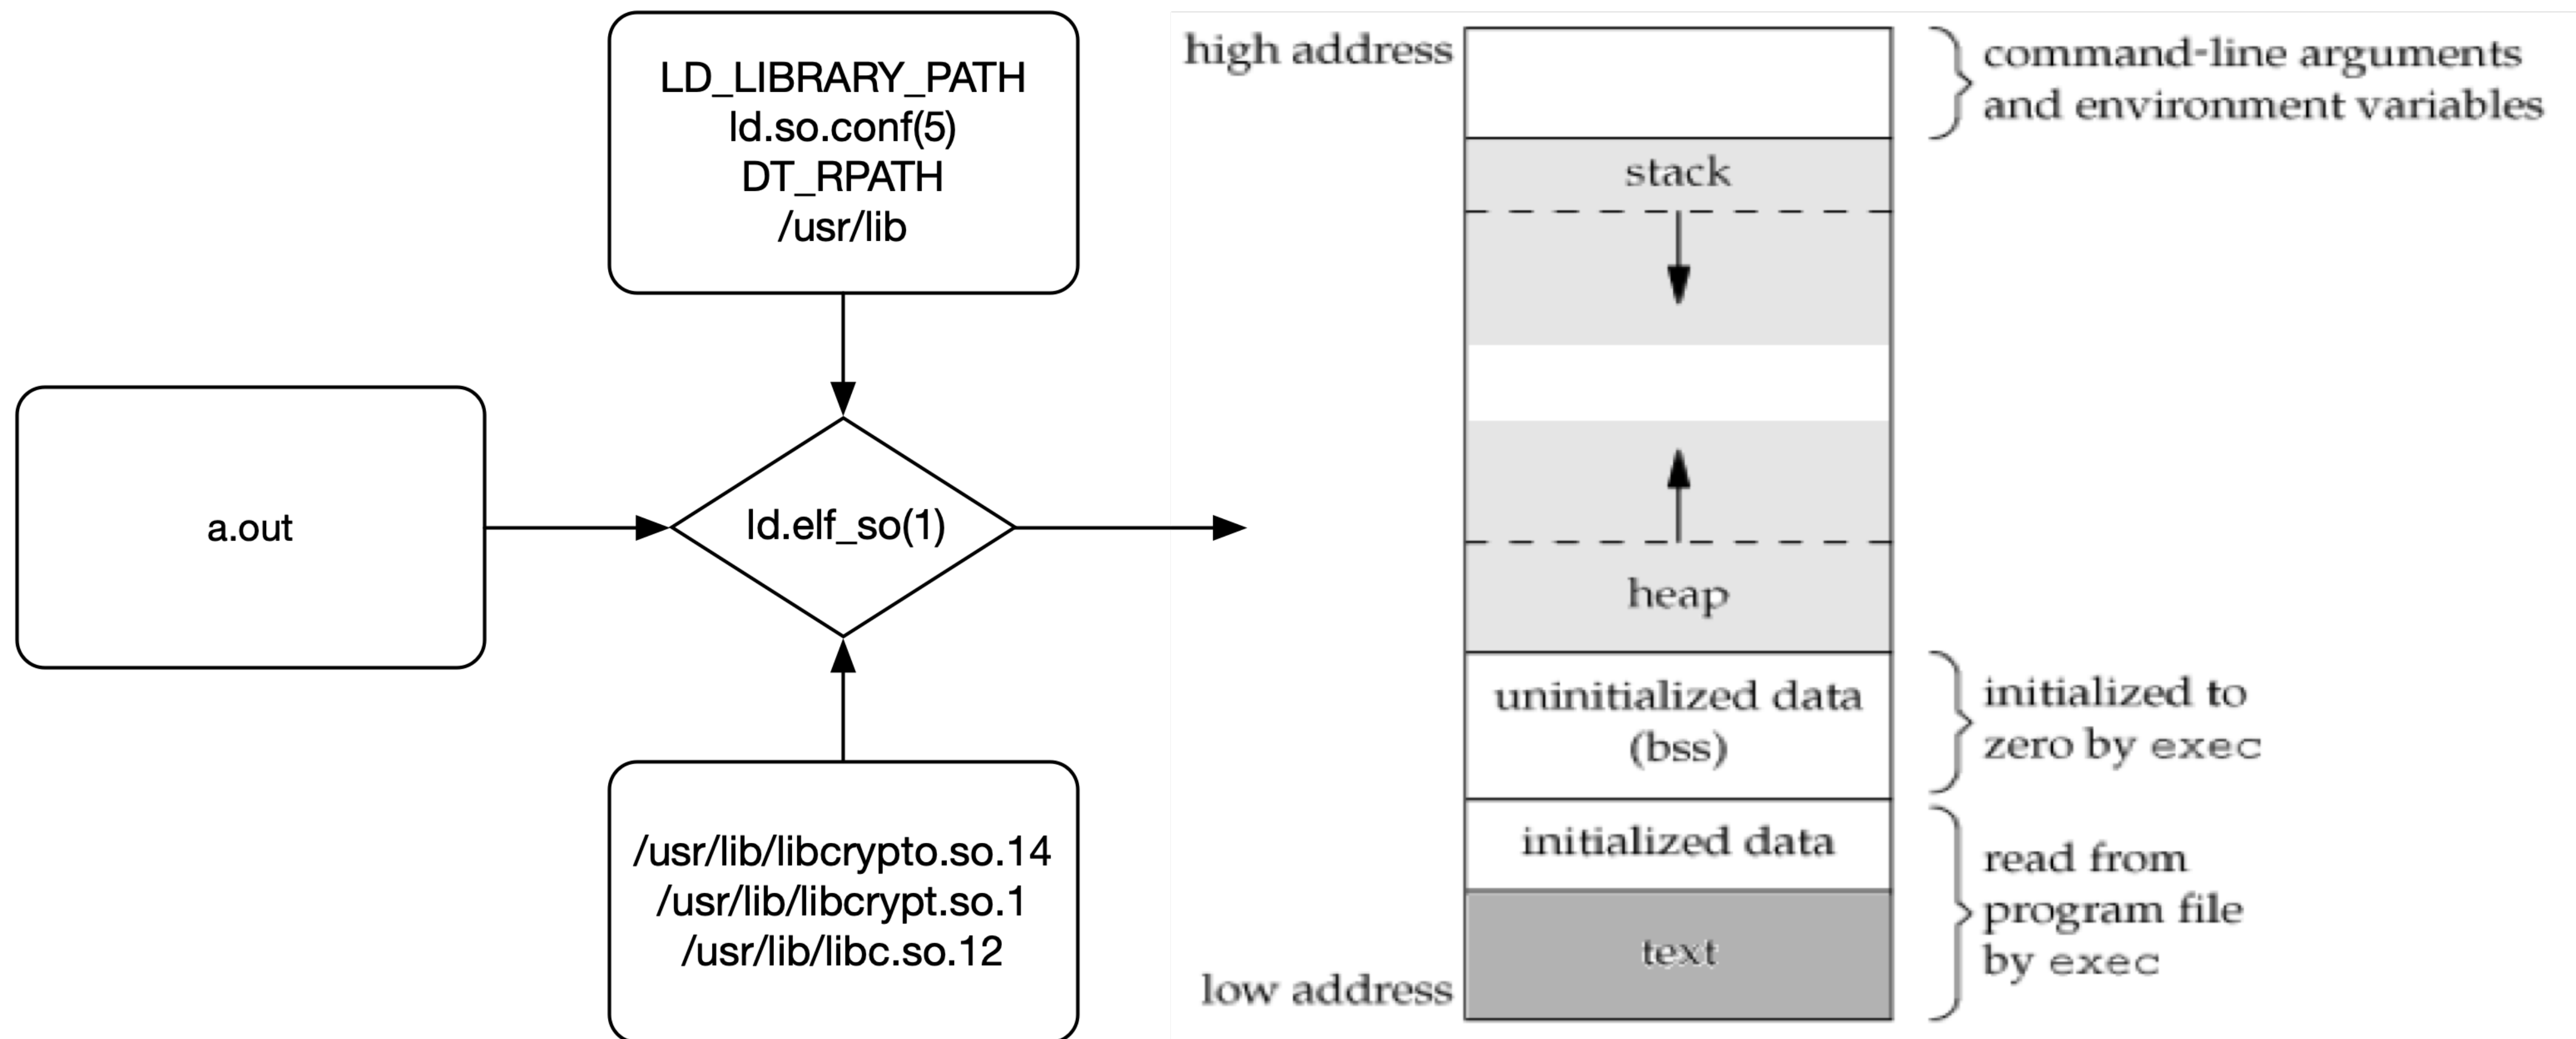 LD_LIBRARY_PATH
ld.so.conf(5)
DT_RPATH
/usr/lib
a.out
ld.elf_so(1)
/usr/lib/libcrypto.so.14
/usr/lib/libcrypt.so.1
/usr/lib/libc.so.12
high address
command-line arguments
and environment variables
stack
heap
uninitialized data
(bss)
initialized to
zero by exec
initialized data
read from
program file
by exec
text
low address